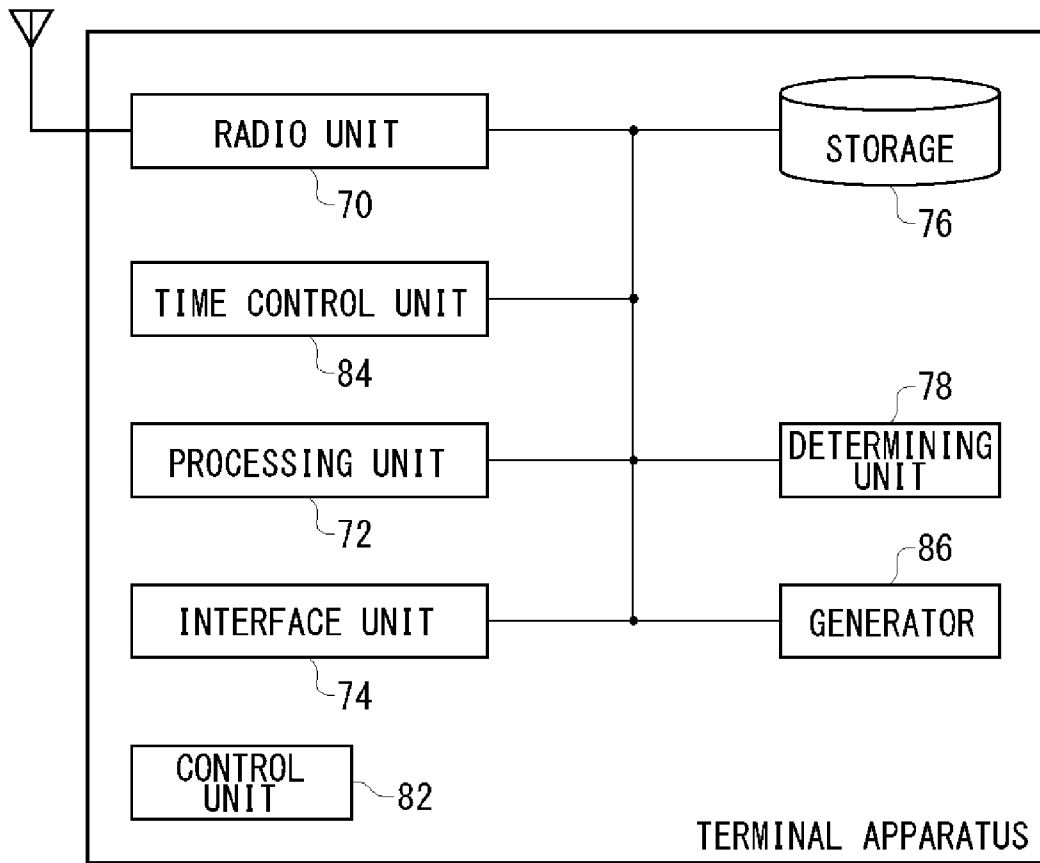 RADIO UNIT
70
STORAGE
76
TIME CONTROL UNIT
84
PROCESSING UNIT
72
78
DETERMINING
UNIT
INTERFACE UNIT
74
86
GENERATOR
CONTROL
UNIT
82
TERMINAL APPARATUS